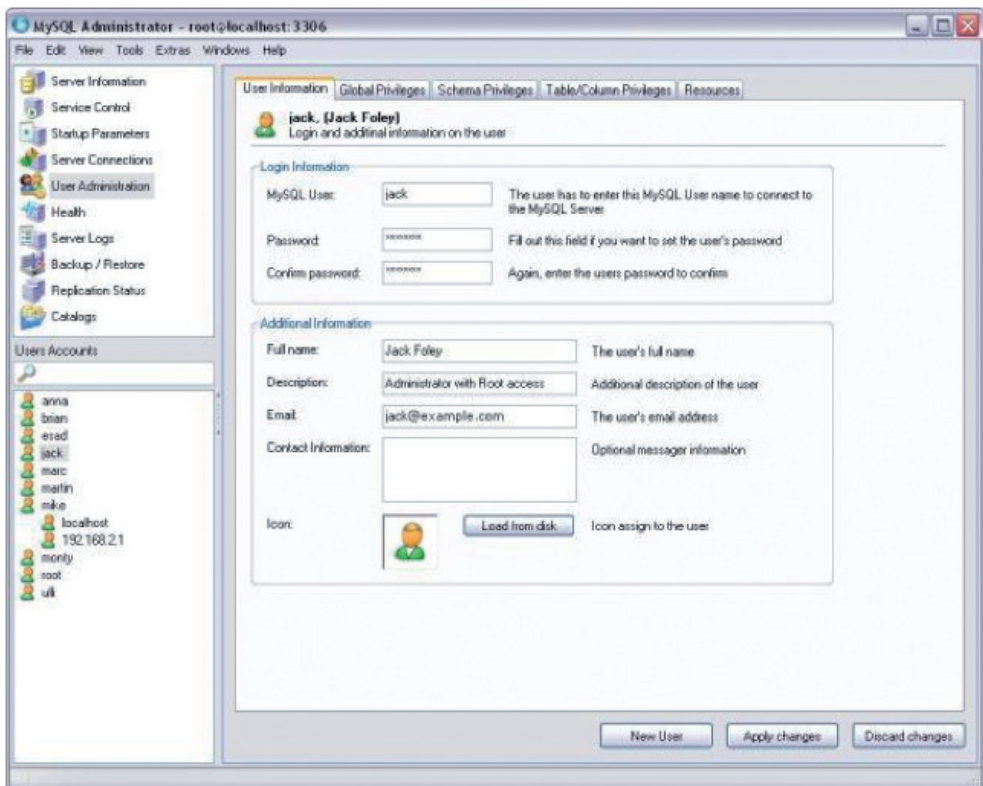 MySQL Administrator - root@localhost:3306
File Edit View Tools Extras Windows Help
Server Information
Service Control
Startup Parameters
Server Connections
User Administration
Health
Server Logs
Backup / Restore
Replication Status
Catalogs
Users Accounts
anna
brian
esad
jack
marc
martin
mike
localhost
192.168.2.1
monty
root
ulli
User Information Global Privileges Schema Privileges Table/Column Privileges Resources
jack, (Jack Foley)
Login and additinal information on the user
Login Information
MySQL User: jack The user has to enter this MySQL User name to connect to
the MySQL Server
Password: ******* Fill out this field if you want to set the user's password
Confirm password: ******* Again, enter the users password to confirm
Additional Information
Full name: Jack Foley The user's full name
Description: Administrator with Root access Additional description of the user
Email: jack@example.com The user's email address
Contact Information: Optional messager information
Icon: Load from disk Icon assign to the user
New User Apply changes Discard changes